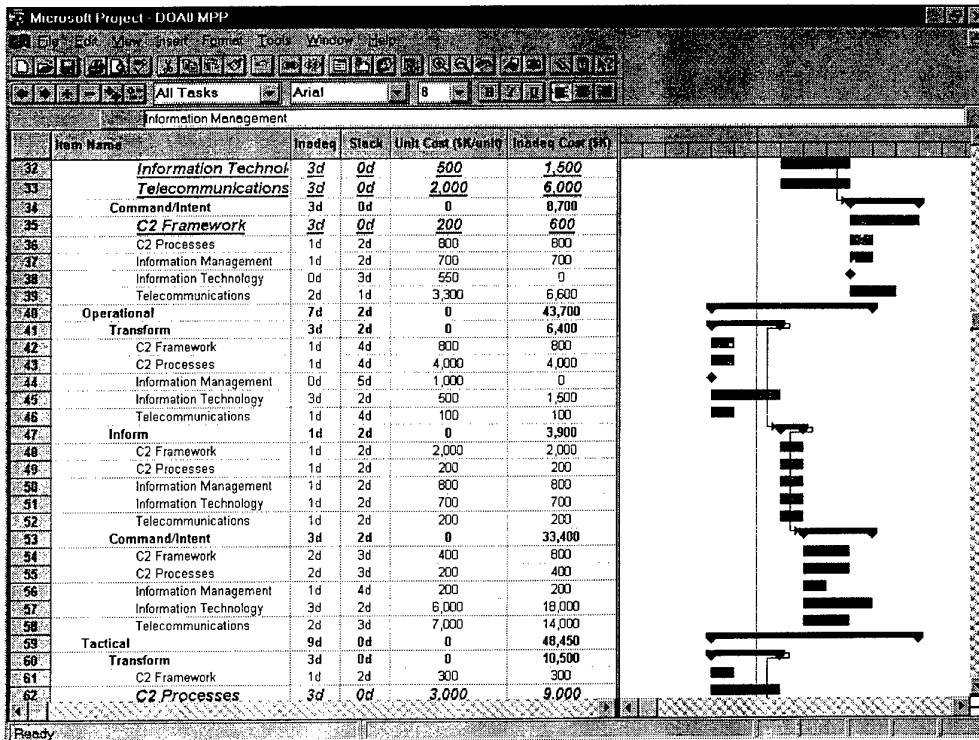 Microsoft Project - DOA0 MPP
File Edit View Insert Format Tools Window Help
All Tasks Arial 8 B I U
Information Management
Item Name Inadeq Slack Unit Cost ($K/unit) Inadeq Cost ($K)
32 Information Technol 3d 0d 500 1,500
33 Telecommunications 3d 0d 2,000 6,000
34 Command/Intent 3d 0d 0 8,700
35 C2 Framework 3d 0d 200 600
36 C2 Processes 1d 2d 800 800
37 Information Management 1d 2d 700 700
38 Information Technology 0d 3d 550 0
39 Telecommunications 2d 1d 3,300 6,600
40 Operational 7d 2d 0 43,700
41 Transform 3d 2d 0 6,400
42 C2 Framework 1d 4d 800 800
43 C2 Processes 1d 4d 4,000 4,000
44 Information Management 0d 5d 1,000 0
45 Information Technology 3d 2d 500 1,500
46 Telecommunications 1d 4d 100 100
47 Inform 1d 2d 0 3,900
48 C2 Framework 1d 2d 2,000 2,000
49 C2 Processes 1d 2d 200 200
50 Information Management 1d 2d 800 800
51 Information Technology 1d 2d 700 700
52 Telecommunications 1d 2d 200 200
53 Command/Intent 3d 2d 0 33,400
54 C2 Framework 2d 3d 400 800
55 C2 Processes 2d 3d 200 400
56 Information Management 1d 4d 200 200
57 Information Technology 3d 2d 6,000 18,000
58 Telecommunications 2d 3d 7,000 14,000
59 Tactical 9d 0d 0 48,450
60 Transform 3d 0d 0 10,500
61 C2 Framework 1d 2d 300 300
62 C2 Processes 3d 0d 3,000 9,000
Ready